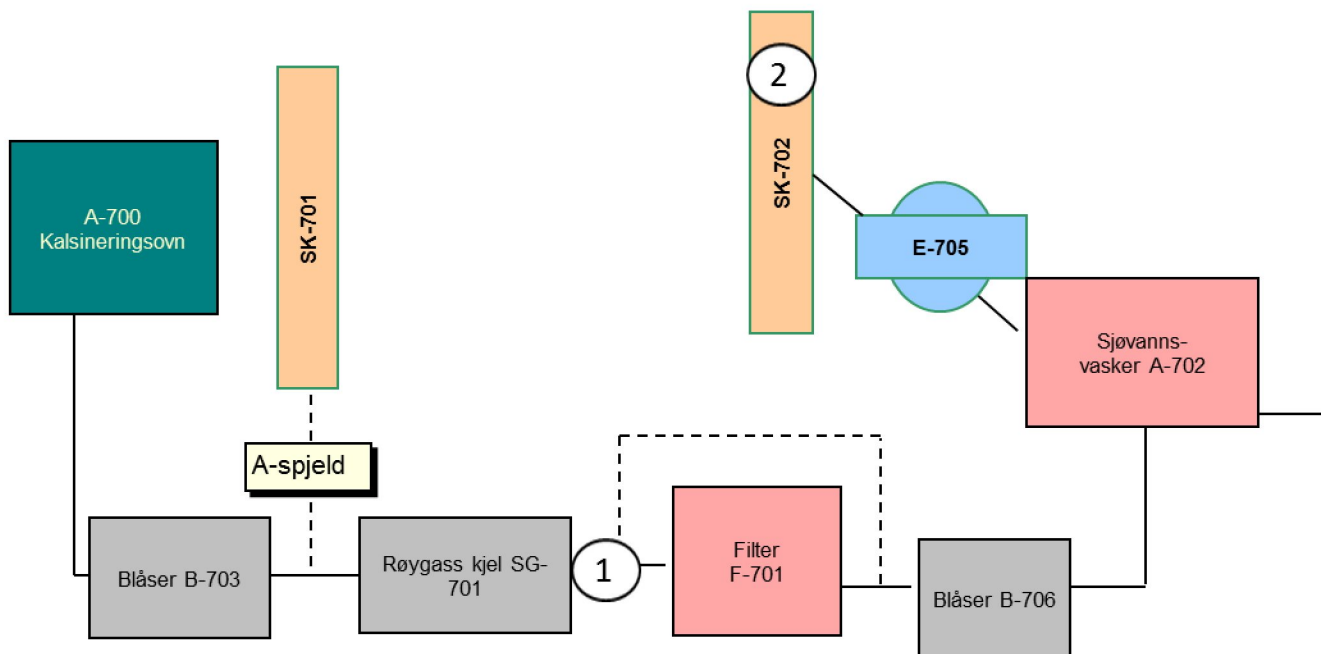 2
SK-702
SK-701
A-700
Kalsineringsovn
E-705
Sjøvanns-
vasker A-702
A-spjeld
Blåser B-703
Røygass kjel SG-
701
1
Filter
F-701
Blåser B-706